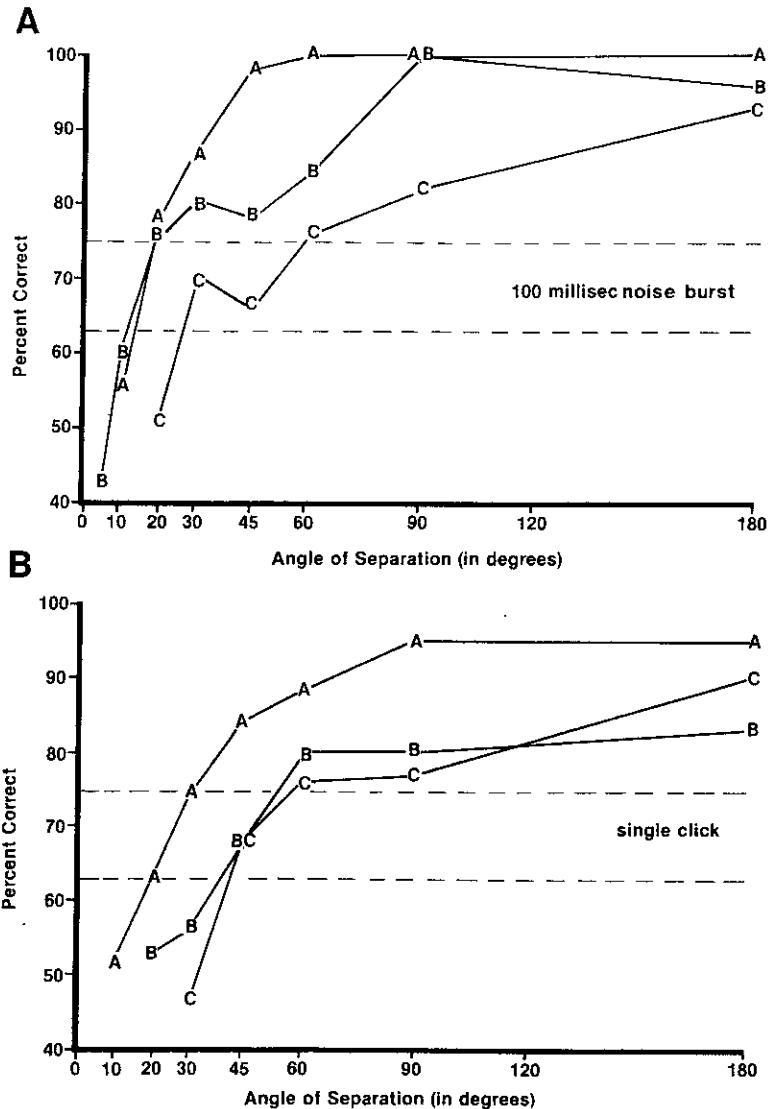 A
100
90
80
70
60
50
40
Percent Correct
A A AB A
A B
B C
A B C
B B B C
C C
100 millisec noise burst
B
A
C
B
0 10 20 30 45 60 90 120 180
Angle of Separation (in degrees)
B
100
90
80
70
60
50
40
Percent Correct
A A
A C
A B B B
A C C
single click
BC
A
B
A B
C
0 10 20 30 45 60 90 120 180
Angle of Separation (in degrees)